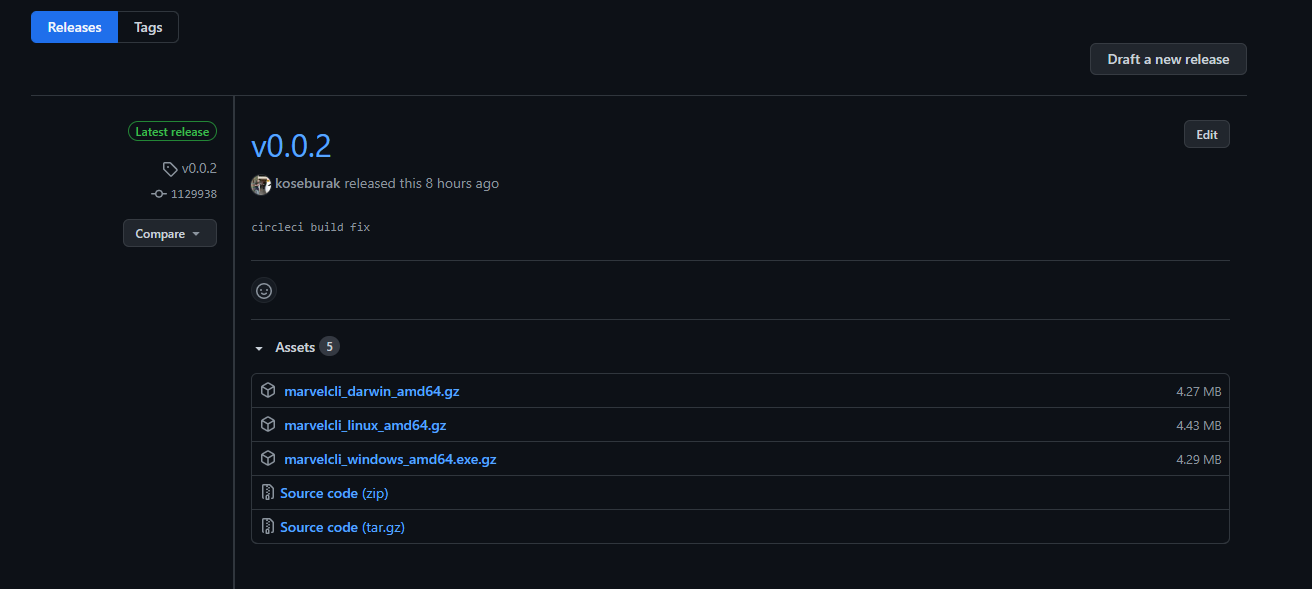 Releases Tags
Draft a new release
Latest release
v0.0.2
1129938
Compare
v0.0.2
Edit
koseburak released this 8 hours ago
circleci build fix
Assets 5
marvelcli_darwin_amd64.gz 4.27 MB
marvelcli_linux_amd64.gz 4.43 MB
marvelcli_windows_amd64.exe.gz 4.29 MB
Source code (zip)
Source code (tar.gz)